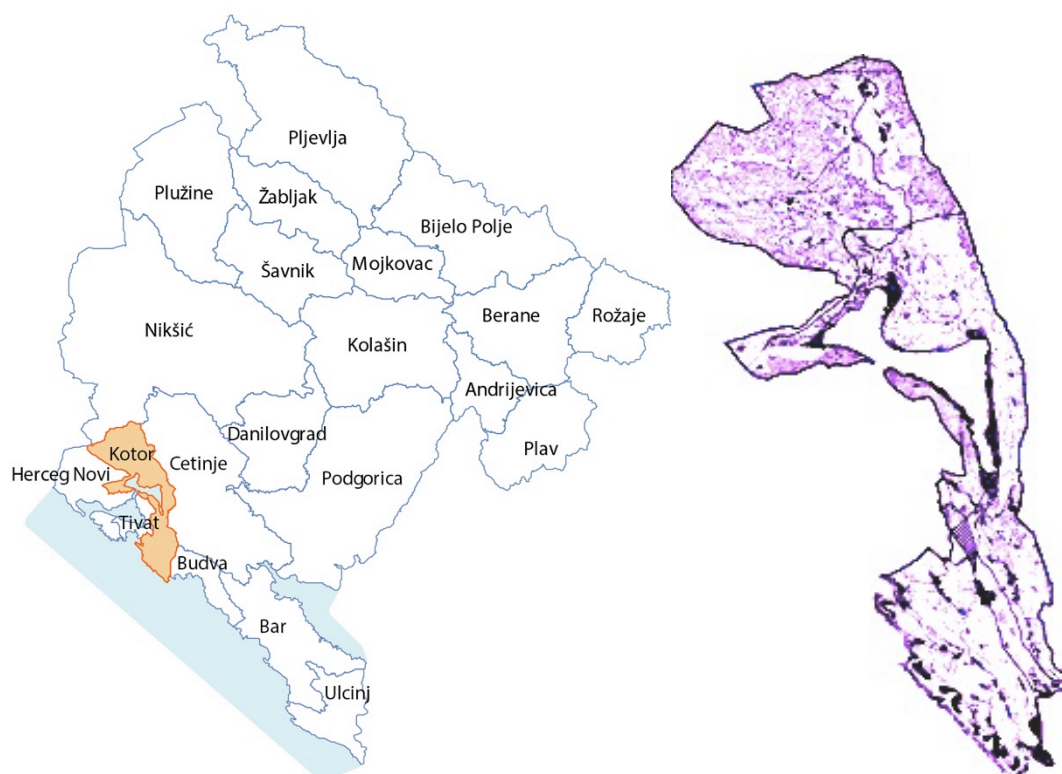 Pljevlja
Plužine
Žabljak
Bijelo Polje
Šavnik
Mojkovac
Nikšić
Kolašin
Berane
Rožaje
Andrijevica
Danilovgrad
Plav
Kotor
Cetinje
Herceg Novi
Podgorica
Tivat
Budva
Bar
Ulcinj